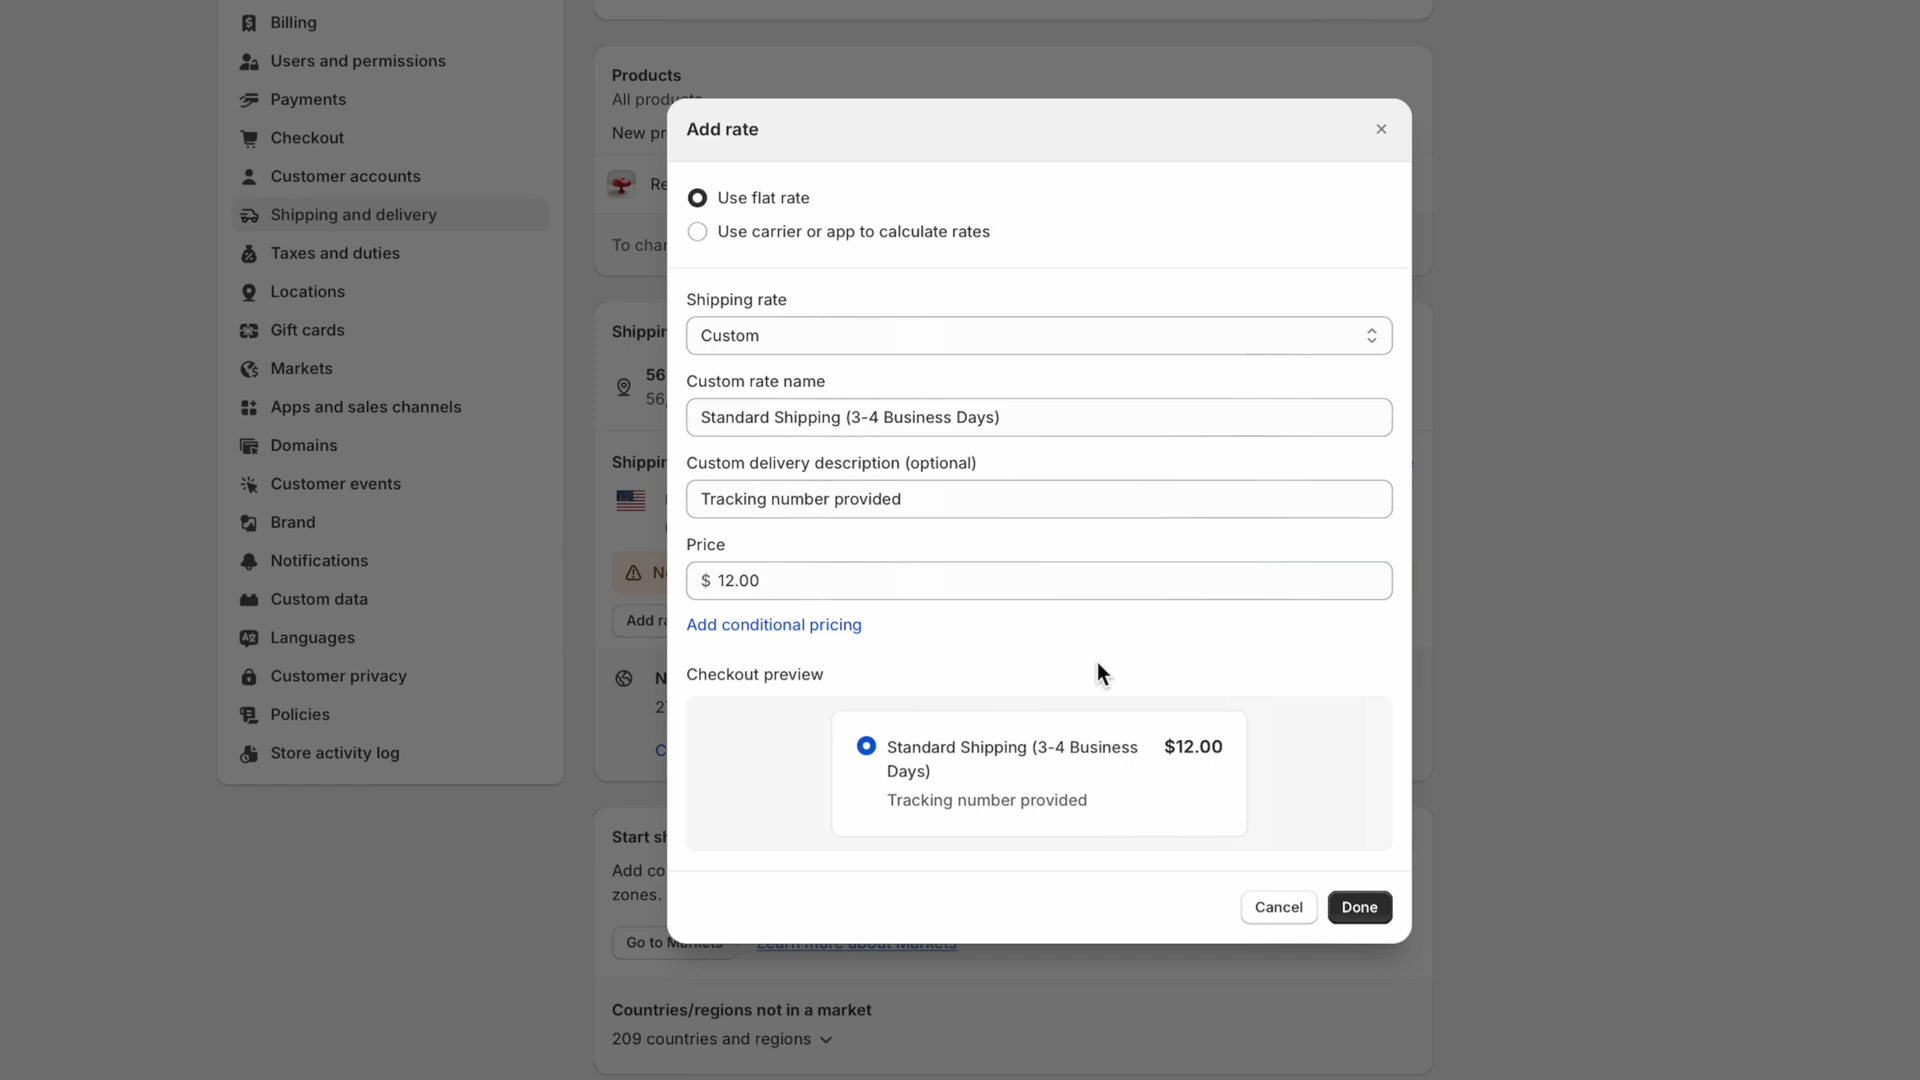 Billing
Users and permissions
Payments
Checkout
Customer accounts
Shipping and delivery
Taxes and duties
Locations
Gift cards
Markets
Apps and sales channels
Domains
Customer events
Brand
Notifications
Custom data
Languages
Customer privacy
Policies
Store activity log
Products
All products
New pr
Re
To char
Shippin
56
56,
Shippin
Add ra
Start sh
Add co
zones.
Go to Markets
Learn more about Markets
Countries/regions not in a market
209 countries and regions
Add rate
Use flat rate
Use carrier or app to calculate rates
Shipping rate
Custom
Custom rate name
Standard Shipping (3-4 Business Days)
Custom delivery description (optional)
Tracking number provided
Price
$ 12.00
Add conditional pricing
Checkout preview
Standard Shipping (3-4 Business $12.00
Days)
Tracking number provided
Cancel Done